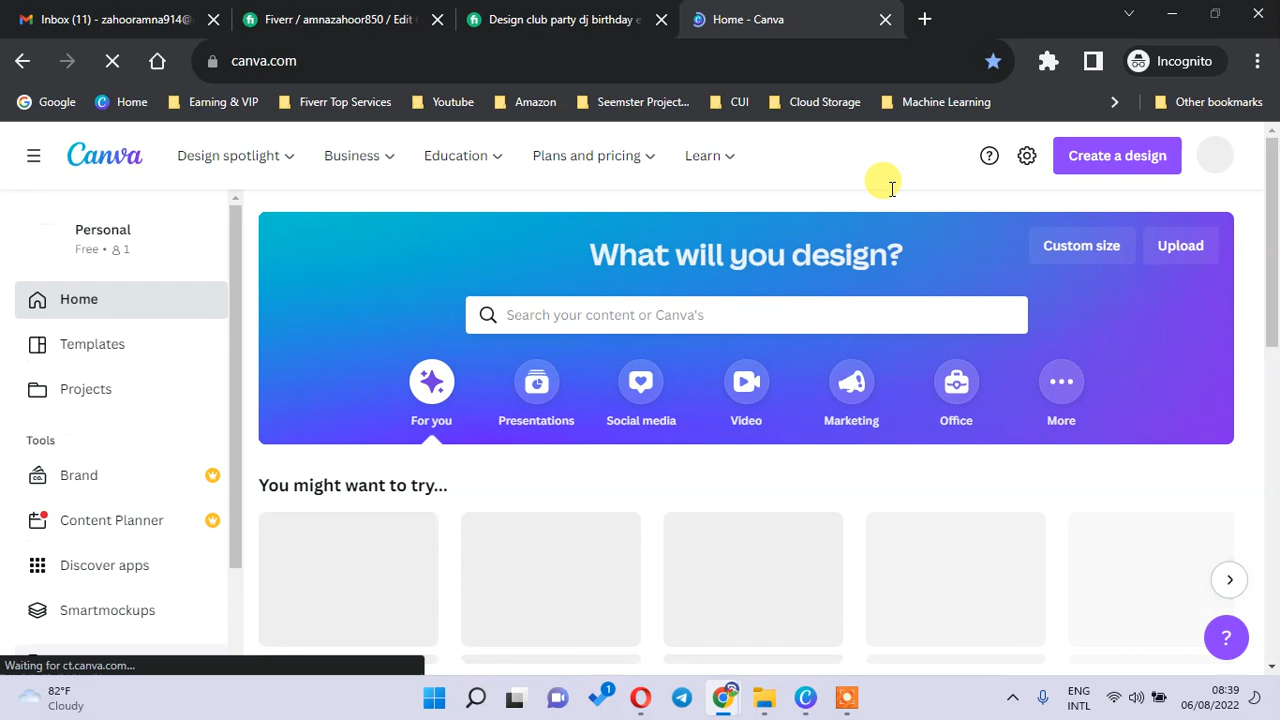 Inbox (11) - zahooramna914@
Fiverr / amnazahoor850 / Edit
Design club party dj birthday e
Home - Canva
canva.com
Incognito
Google
Home
Earning & VIP
Fiverr Top Services
Youtube
Amazon
Seemster Project...
CUI
Cloud Storage
Machine Learning
Other bookmarks
Canva
Design spotlight
Business
Education
Plans and pricing
Learn
Create a design
Personal
Free • 1
Home
Templates
Projects
Tools
Brand
Content Planner
Discover apps
Smartmockups
What will you design?
Custom size
Upload
Search your content or Canva's
For you
Presentations
Social media
Video
Marketing
Office
More
You might want to try...
?
Waiting for ct.canva.com...
82°F
Cloudy
1
ENG
INTL
08:39
06/08/2022